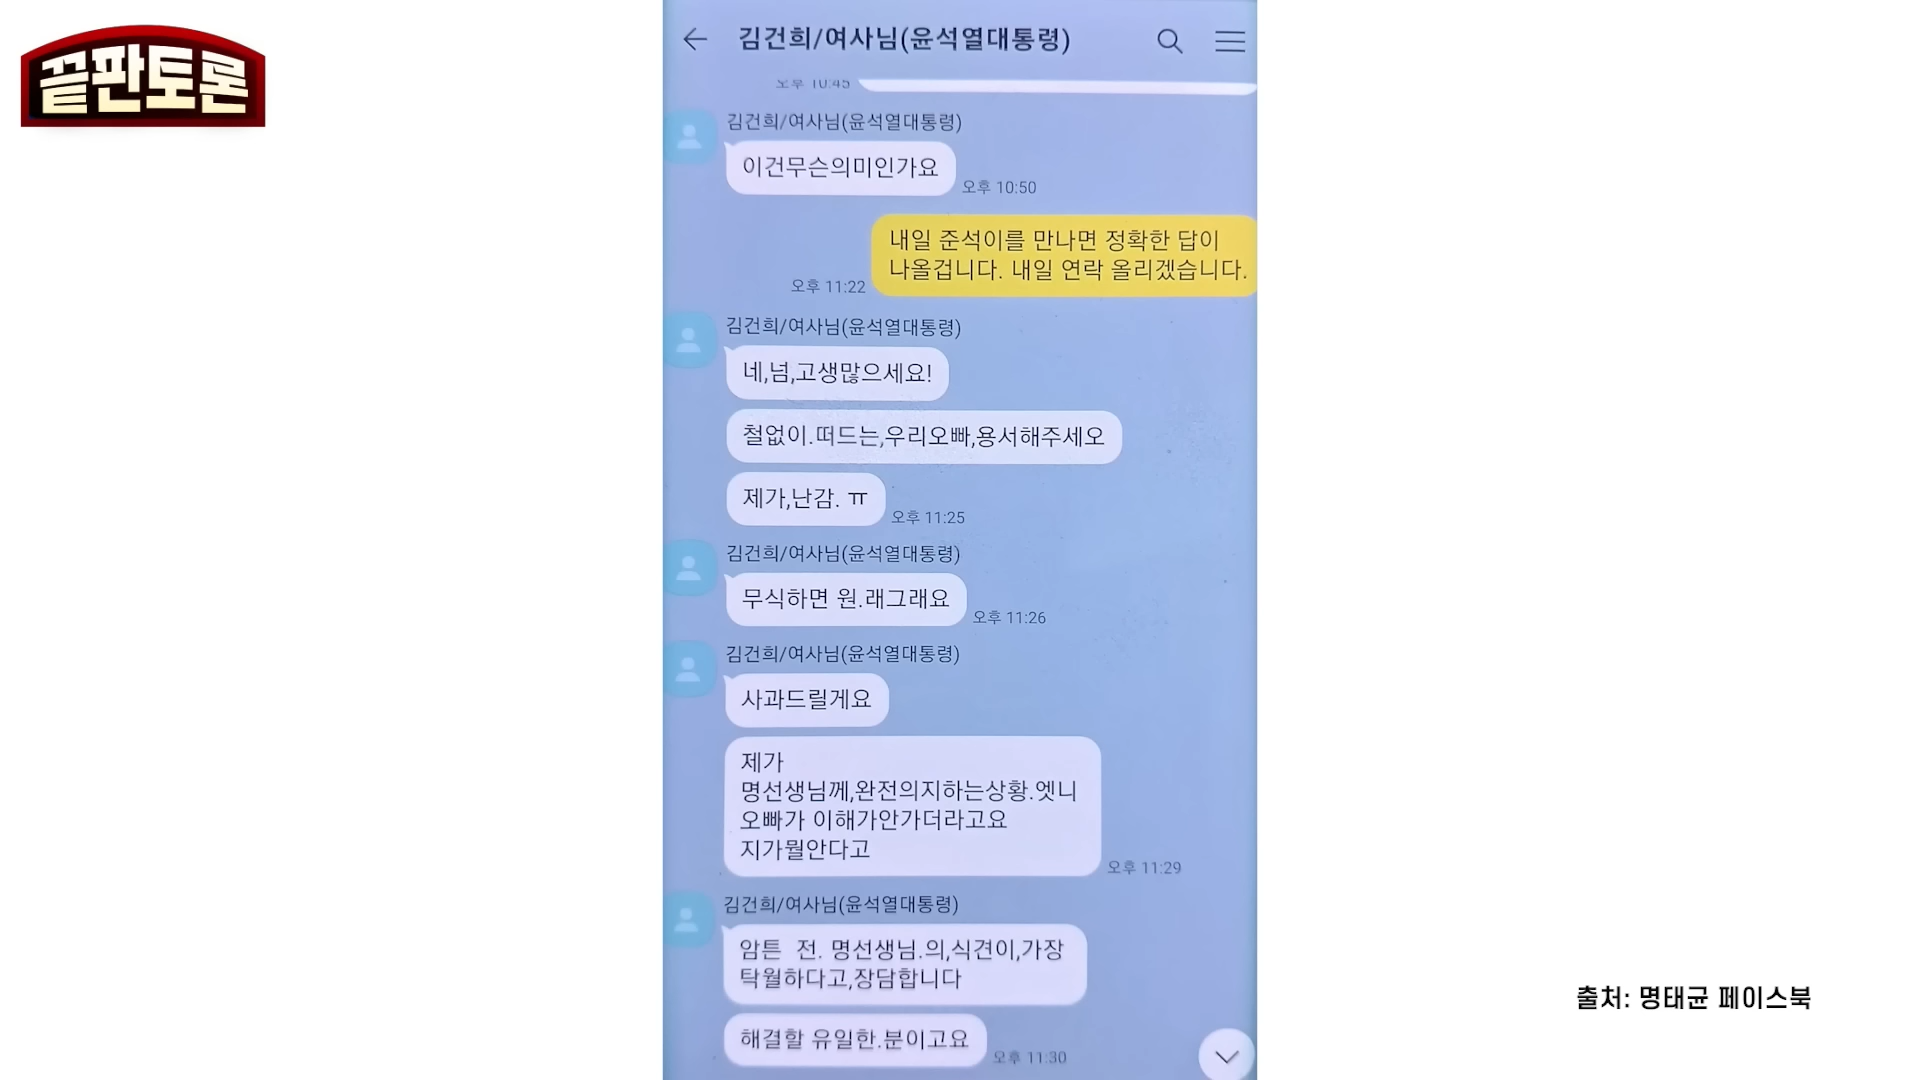 끝판토론
김건희/여사님(윤석열대통령)
오후 10:45
김건희/여사님(윤석열대통령)
이건무슨의미인가요
오후 10:50
내일 준석이를 만나면 정확한 답이
나올겁니다. 내일 연락 올리겠습니다.
오후 11:22
김건희/여사님(윤석열대통령)
네,넘,고생많으세요!
철없이.떠드는,우리오빠,용서해주세오
제가,난감. ㅠ
오후 11:25
김건희/여사님(윤석열대통령)
무식하면 원.래그래요
오후 11:26
김건희/여사님(윤석열대통령)
사과드릴게요
제가
명선생님께,완전의지하는상황.엣니
오빠가 이해가안가더라고요
지가뭘안다고
오후 11:29
김건희/여사님(윤석열대통령)
암튼 전. 명선생님.의,식견이,가장
탁월하다고,장담합니다
해결할 유일한.분이고요
오후 11:30
출처: 명태균 페이스북